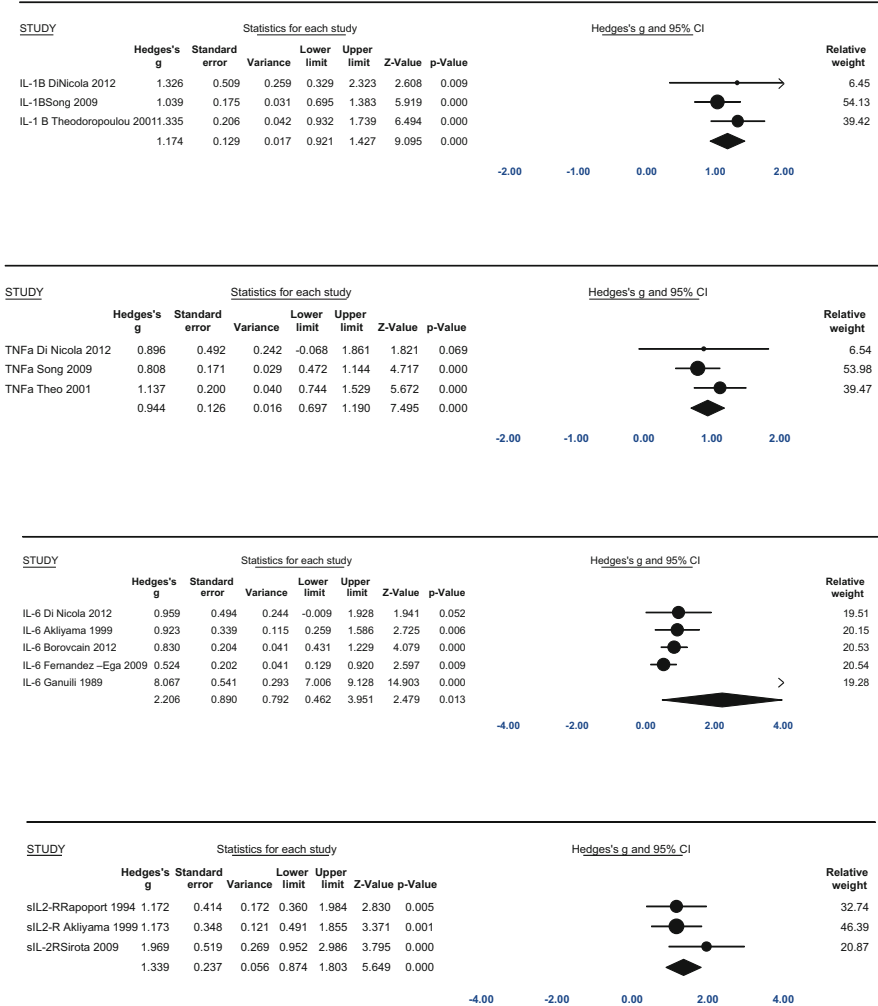 STUDY Statistics for each study Hedges's g and 95% CI
Hedges's Standard Lower Upper Relative
g error Variance limit limit Z-Value p-Value weight
IL-1B DiNicola 2012 1.326 0.509 0.259 0.329 2.323 2.608 0.009 6.45
IL-1BSong 2009 1.039 0.175 0.031 0.695 1.383 5.919 0.000 54.13
IL-1 B Theodoropoulou 20011.335 0.206 0.042 0.932 1.739 6.494 0.000 39.42
1.174 0.129 0.017 0.921 1.427 9.095 0.000
-2.00 -1.00 0.00 1.00 2.00
STUDY Statistics for each study Hedges's g and 95% CI
Hedges's Standard Lower Upper Relative
g error Variance limit limit Z-Value p-Value weight
TNFa Di Nicola 2012 0.896 0.492 0.242 -0.068 1.861 1.821 0.069 6.54
TNFa Song 2009 0.808 0.171 0.029 0.472 1.144 4.717 0.000 53.98
TNFa Theo 2001 1.137 0.200 0.040 0.744 1.529 5.672 0.000 39.47
0.944 0.126 0.016 0.697 1.190 7.495 0.000
-2.00 -1.00 0.00 1.00 2.00
STUDY Statistics for each study Hedges's g and 95% CI
Hedges's Standard Lower Upper Relative
g error Variance limit limit Z-Value p-Value weight
IL-6 Di Nicola 2012 0.959 0.494 0.244 -0.009 1.928 1.941 0.052 19.51
IL-6 Akliyama 1999 0.923 0.339 0.115 0.259 1.586 2.725 0.006 20.15
IL-6 Borovcain 2012 0.830 0.204 0.041 0.431 1.229 4.079 0.000 20.53
IL-6 Fernandez –Ega 2009 0.524 0.202 0.041 0.129 0.920 2.597 0.009 20.54
IL-6 Ganuili 1989 8.067 0.541 0.293 7.006 9.128 14.903 0.000 19.28
2.206 0.890 0.792 0.462 3.951 2.479 0.013
-4.00 -2.00 0.00 2.00 4.00
STUDY Statistics for each study Hedges's g and 95% CI
Hedges's Standard Lower Upper Relative
g error Variance limit limit Z-Value p-Value weight
sIL2-RRapoport 1994 1.172 0.414 0.172 0.360 1.984 2.830 0.005 32.74
sIL2-R Akliyama 1999 1.173 0.348 0.121 0.491 1.855 3.371 0.001 46.39
sIL-2RSirota 2009 1.969 0.519 0.269 0.952 2.986 3.795 0.000 20.87
1.339 0.237 0.056 0.874 1.803 5.649 0.000
-4.00 -2.00 0.00 2.00 4.00